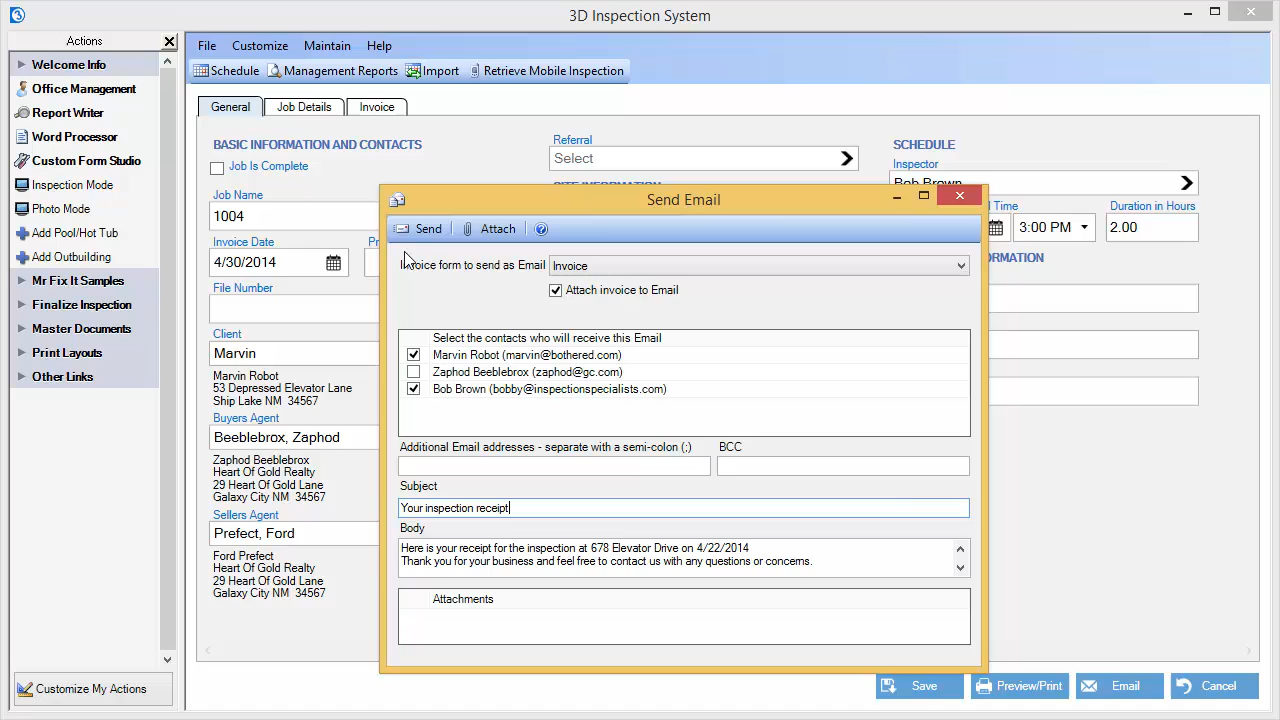 3D Inspection System
Actions
Welcome Info
Office Management
Report Writer
Word Processor
Custom Form Studio
Inspection Mode
Photo Mode
Add Pool/Hot Tub
Add Outbuilding
Mr Fix It Samples
Finalize Inspection
Master Documents
Print Layouts
Other Links
Customize My Actions
File Customize Maintain Help
Schedule Management Reports Import Retrieve Mobile Inspection
General Job Details Invoice
BASIC INFORMATION AND CONTACTS
Job Is Complete
Job Name
1004
Invoice Date
4/30/2014
File Number
Client
Marvin
Marvin Robot
53 Depressed Elevator Lane
Ship Lake NM 34567
Buyers Agent
Beeblebrox, Zaphod
Zaphod Beeblebrox
Heart Of Gold Realty
29 Heart Of Gold Lane
Galaxy City NM 34567
Sellers Agent
Prefect, Ford
Ford Prefect
Heart Of Gold Realty
29 Heart Of Gold Lane
Galaxy City NM 34567
Referral
Select
SITE INFORMATION
SCHEDULE
Inspector
Bob Brown
Time Duration in Hours
3:00 PM 2.00
Send Email
Send Attach
Invoice form to send as Email Invoice
Attach invoice to Email
Select the contacts who will receive this Email
Marvin Robot (marvin@bothered.com)
Zaphod Beeblebrox (zaphod@gc.com)
Bob Brown (bobby@inspectionspecialists.com)
Additional Email addresses - separate with a semi-colon (;) BCC
Subject
Your inspection receipt
Body
Here is your receipt for the inspection at 678 Elevator Drive on 4/22/2014
Thank you for your business and feel free to contact us with any questions or concerns.
Attachments
Save Preview/Print Email Cancel